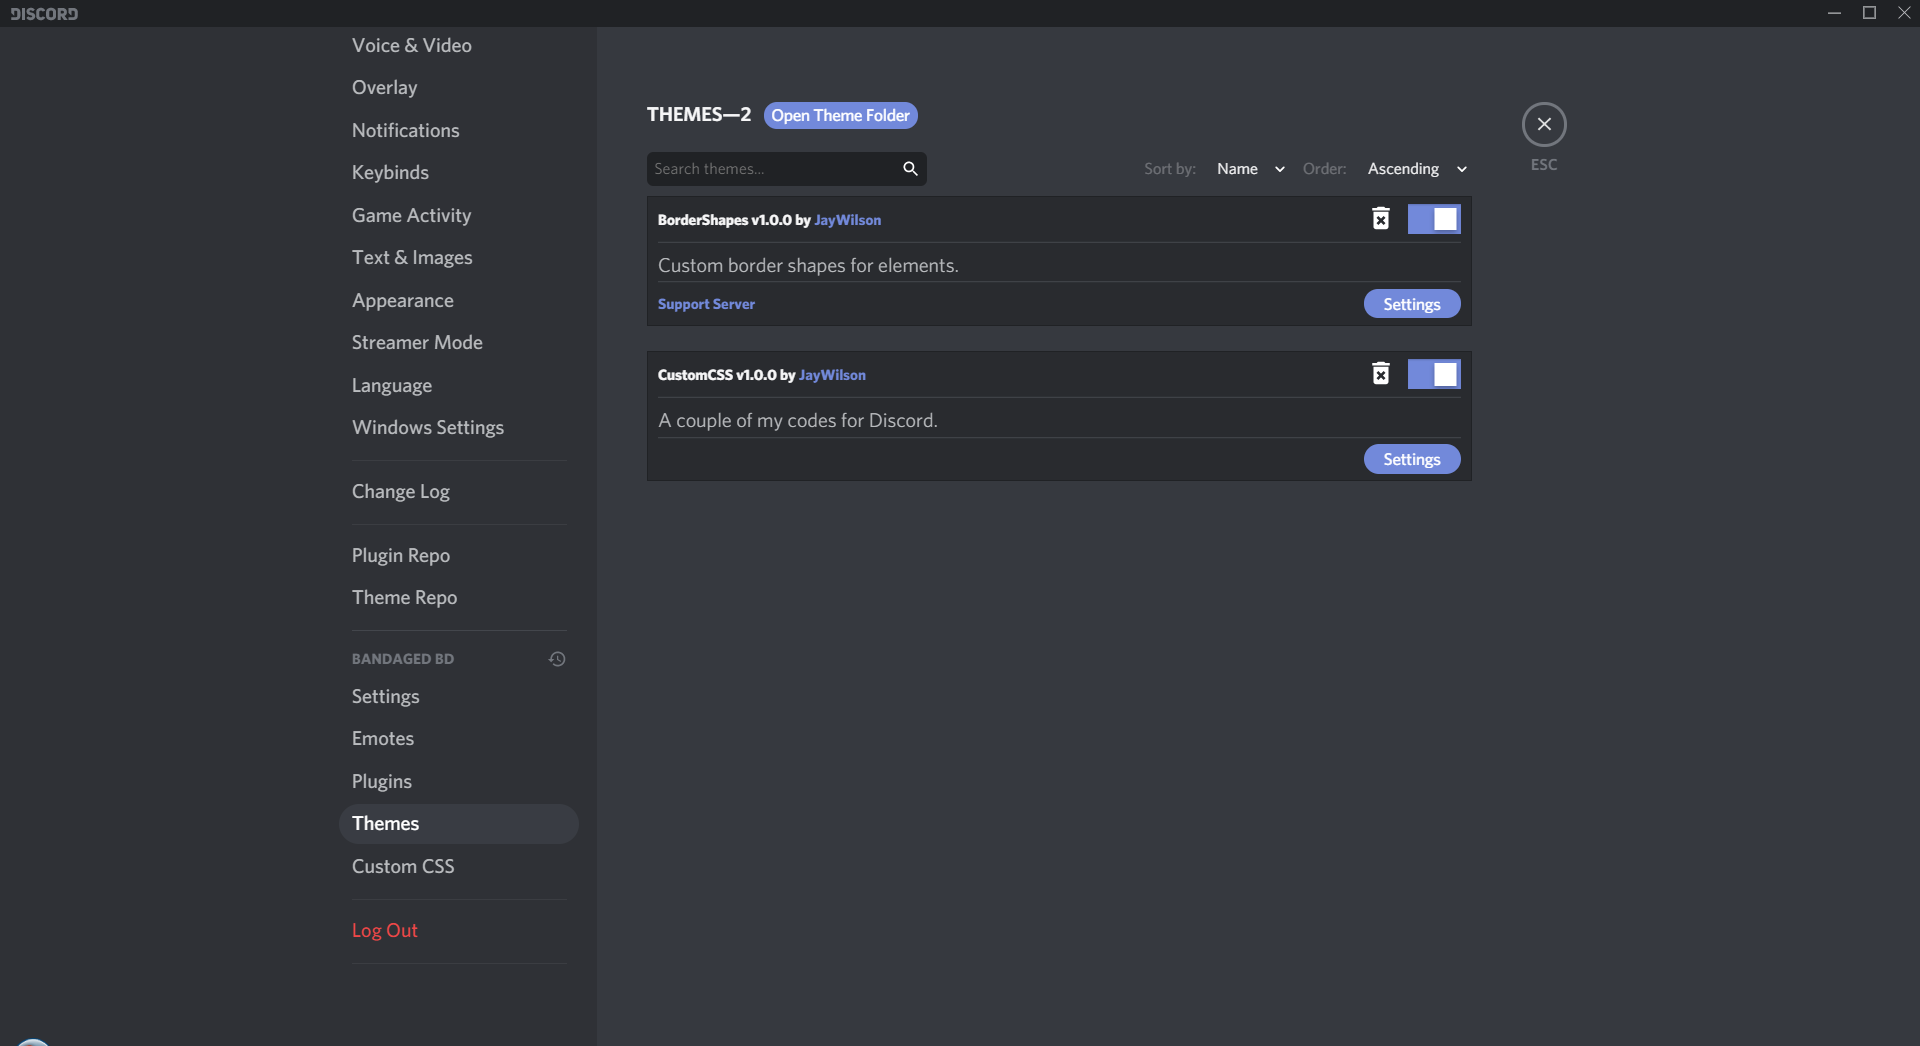 DISCORD
Voice & Video
Overlay
Notifications
Keybinds
Game Activity
Text & Images
Appearance
Streamer Mode
Language
Windows Settings
Change Log
Plugin Repo
Theme Repo
BANDAGED BD
Settings
Emotes
Plugins
Themes
Custom CSS
Log Out
THEMES—2 Open Theme Folder
Search themes... Sort by: Name Order: Ascending
BorderShapes v1.0.0 by JayWilson
Custom border shapes for elements.
Support Server Settings
CustomCSS v1.0.0 by JayWilson
A couple of my codes for Discord.
Settings
ESC